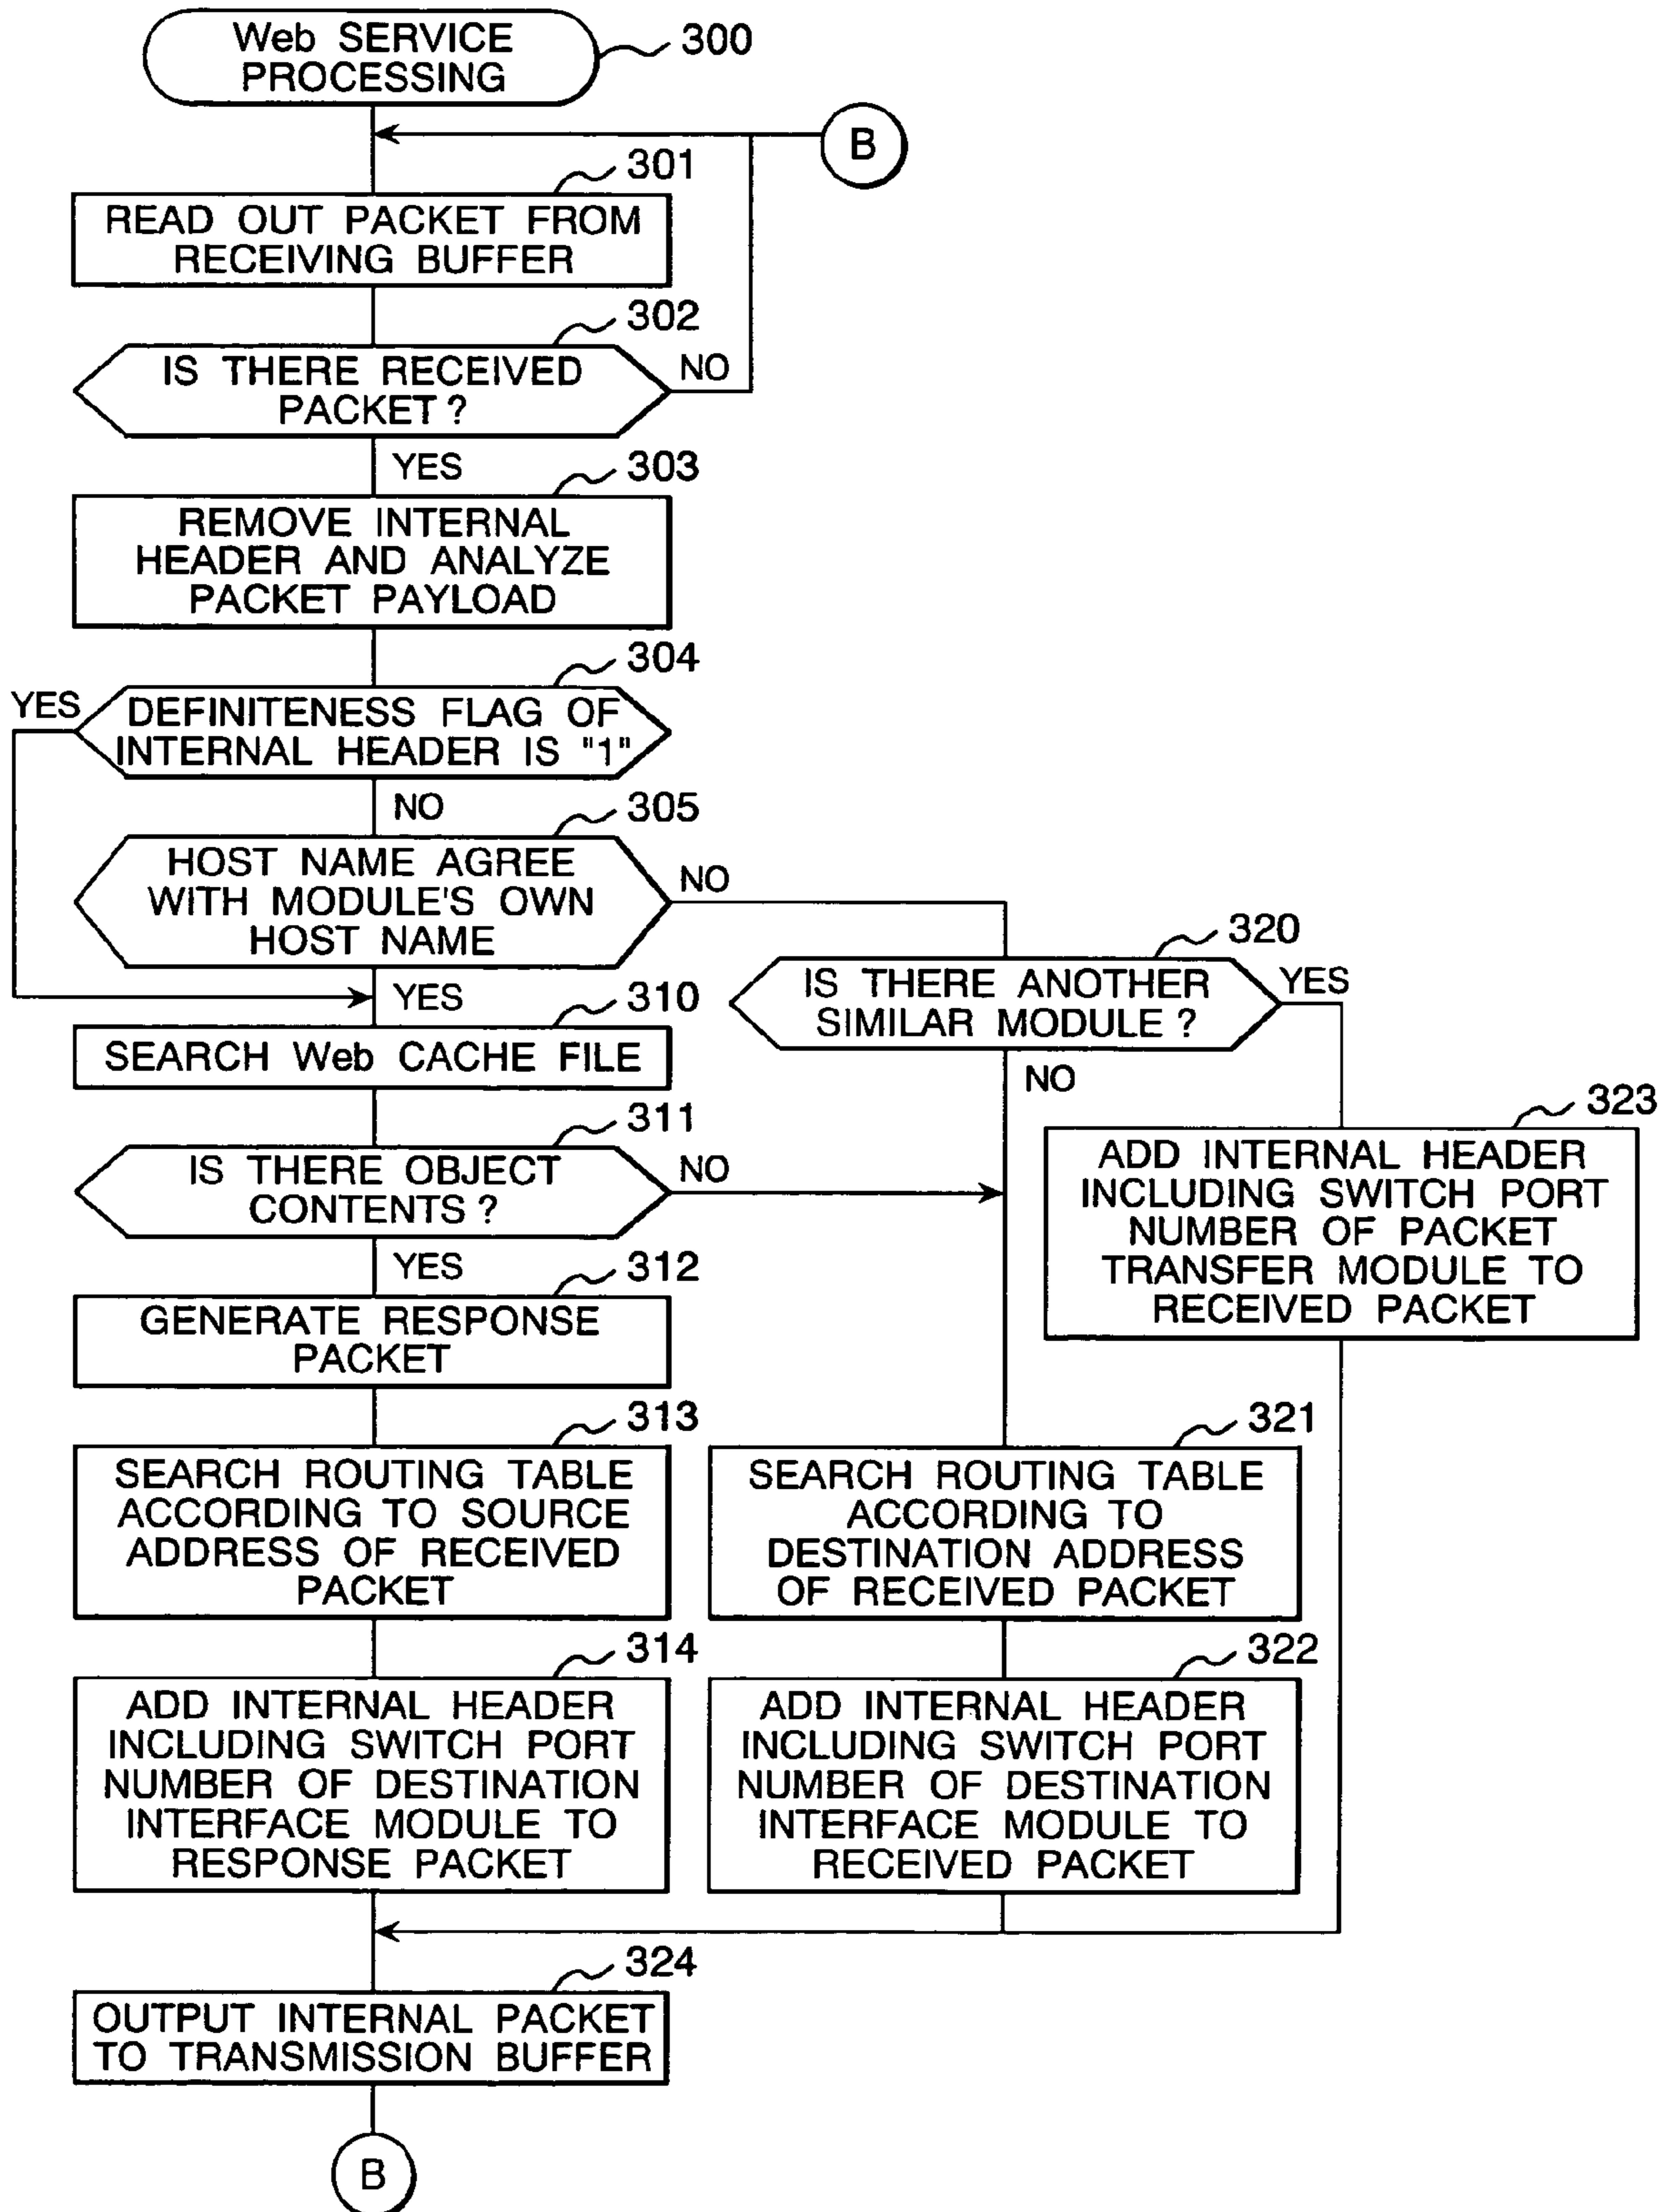 Web SERVICE
PROCESSING
300
B
301
READ OUT PACKET FROM
RECEIVING BUFFER
302
IS THERE RECEIVED
PACKET?
NO
YES
303
REMOVE INTERNAL
HEADER AND ANALYZE
PACKET PAYLOAD
304
YES
DEFINITENESS FLAG OF
INTERNAL HEADER IS "1"
NO
305
HOST NAME AGREE
WITH MODULE'S OWN
HOST NAME
NO
YES
320
IS THERE ANOTHER
SIMILAR MODULE?
YES
NO
310
SEARCH Web CACHE FILE
311
IS THERE OBJECT
CONTENTS?
NO
YES
323
ADD INTERNAL HEADER
INCLUDING SWITCH PORT
NUMBER OF PACKET
TRANSFER MODULE TO
RECEIVED PACKET
312
GENERATE RESPONSE
PACKET
313
SEARCH ROUTING TABLE
ACCORDING TO SOURCE
ADDRESS OF RECEIVED
PACKET
321
SEARCH ROUTING TABLE
ACCORDING TO
DESTINATION ADDRESS
OF RECEIVED PACKET
314
ADD INTERNAL HEADER
INCLUDING SWITCH PORT
NUMBER OF DESTINATION
INTERFACE MODULE TO
RESPONSE PACKET
322
ADD INTERNAL HEADER
INCLUDING SWITCH PORT
NUMBER OF DESTINATION
INTERFACE MODULE TO
RECEIVED PACKET
324
OUTPUT INTERNAL PACKET
TO TRANSMISSION BUFFER
B